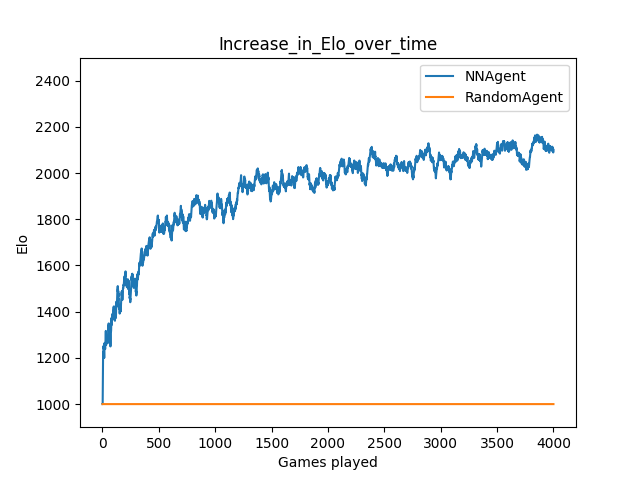 Increase_in_Elo_over_time
NNAgent
RandomAgent
2400
2200
2000
1800
1600
1400
1200
1000
Elo
0 500 1000 1500 2000 2500 3000 3500 4000
Games played